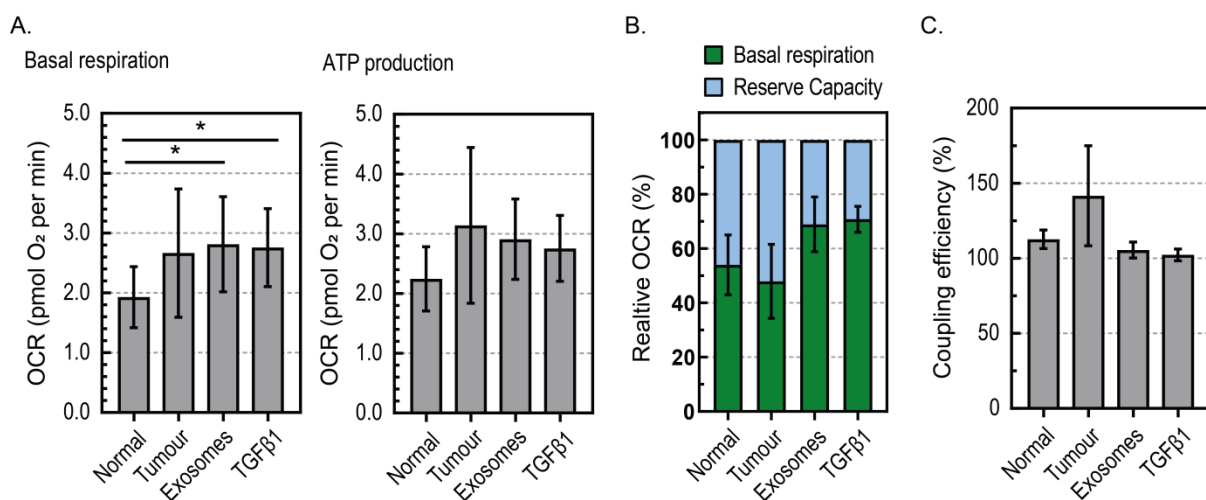 A.
Basal respiration
ATP production
OCR (pmol O₂ per min)
5.0
4.0
3.0
2.0
1.0
0.0
*
*
Normal
Tumour
Exosomes
TGFβ1
OCR (pmol O₂ per min)
5.0
4.0
3.0
2.0
1.0
0.0
Normal
Tumour
Exosomes
TGFβ1
B.
Basal respiration
Reserve Capacity
Realtive OCR (%)
100
80
60
40
20
0
Normal
Tumour
Exosomes
TGFβ1
C.
Coupling efficiency (%)
200
150
100
50
0
Normal
Tumour
Exosomes
TGFβ1